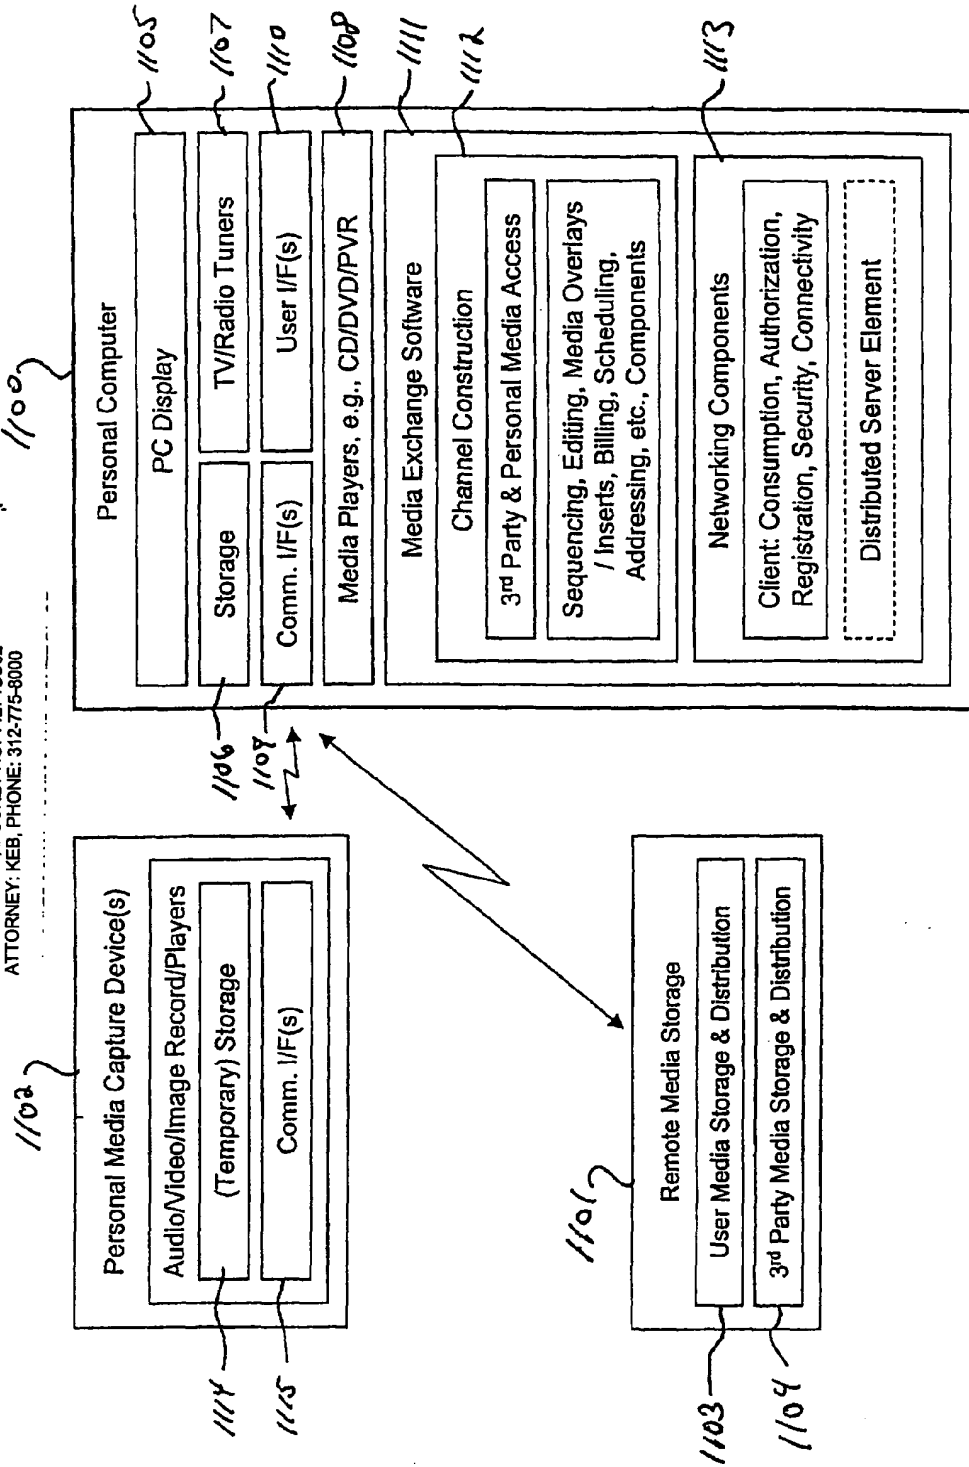 ATTORNEY: KEB, PHONE: 312-775-8000
1102
Personal Media Capture Device(s)
Audio/Video/Image Record/Players
(Temporary) Storage
Comm. I/F(s)
1114
1115
1101
Remote Media Storage
User Media Storage & Distribution
3rd Party Media Storage & Distribution
1103
1104
1100
Personal Computer
PC Display
1105
Storage
TV/Radio Tuners
1106
1107
Comm. I/F(s)
User I/F(s)
1109
1110
Media Players, e.g., CD/DVD/PVR
1108
Media Exchange Software
1111
Channel Construction
1112
3rd Party & Personal Media Access
Sequencing, Editing, Media Overlays
/ Inserts, Billing, Scheduling,
Addressing, etc., Components
Networking Components
1113
Client: Consumption, Authorization,
Registration, Security, Connectivity
Distributed Server Element